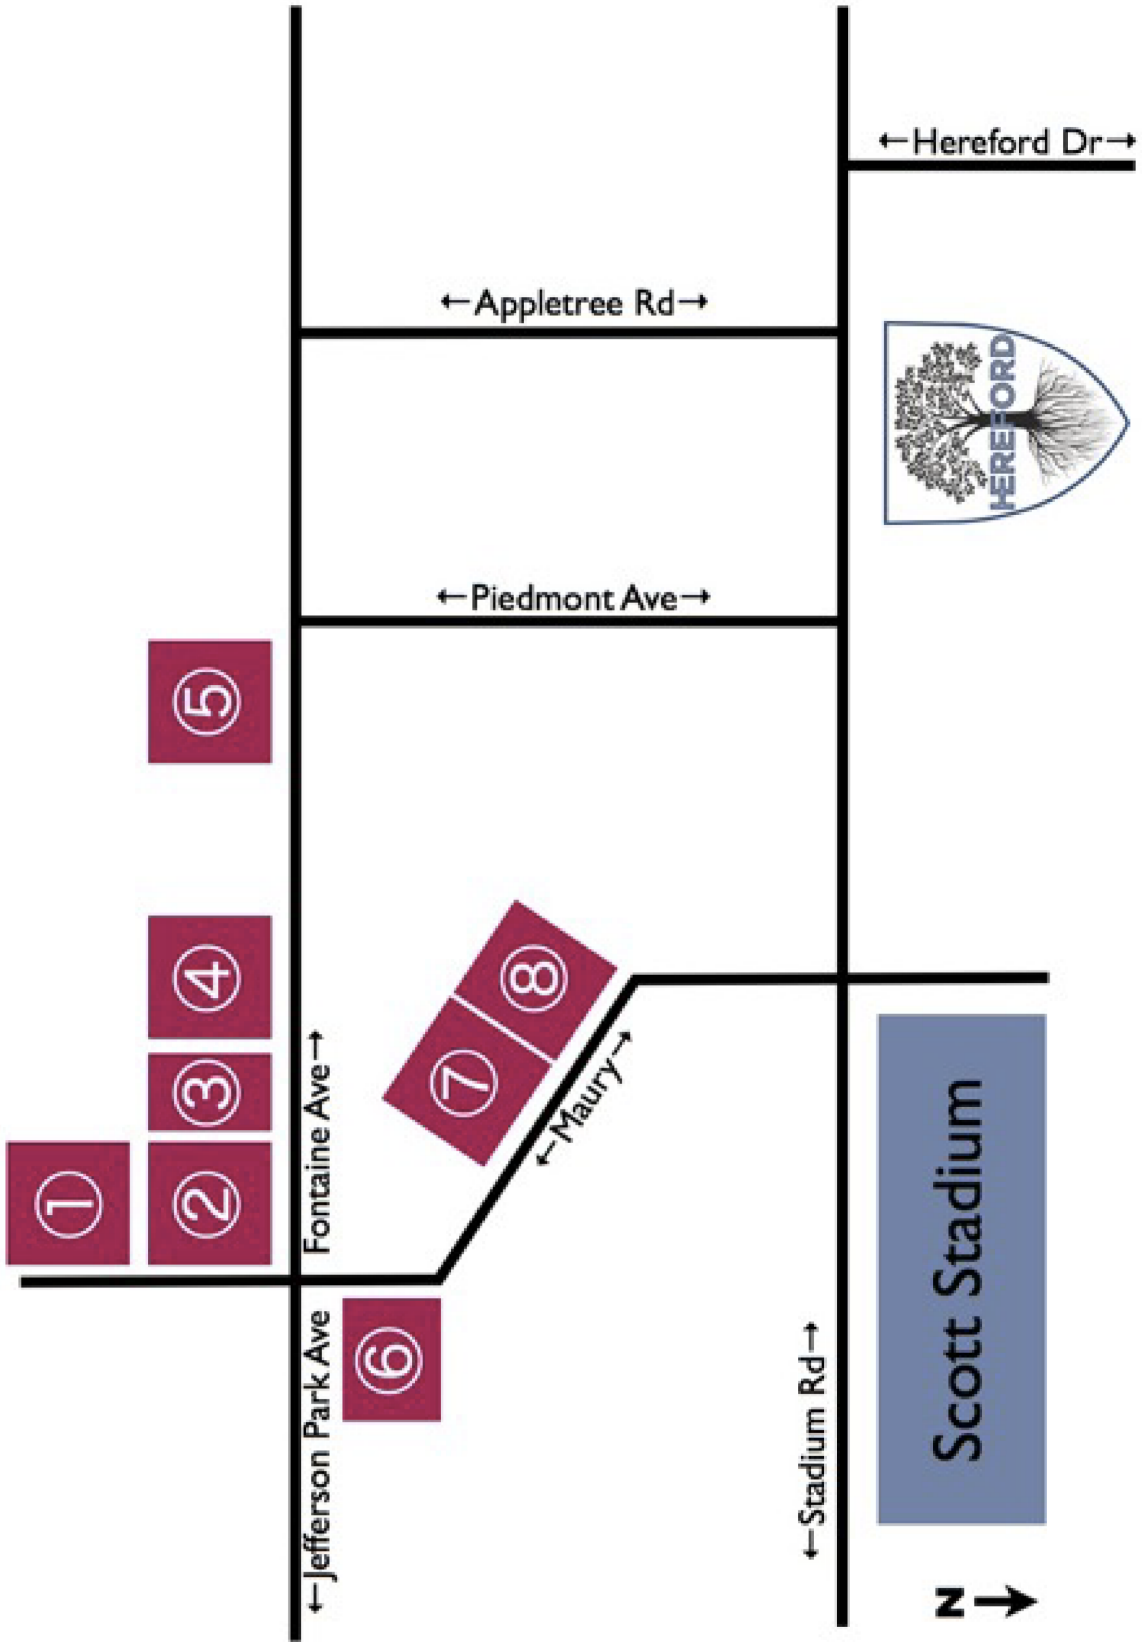 ←Hereford Dr→
←Appletree Rd→
HEREFORD
←Piedmont Ave→
⑤
④
③
②
①
Fontaine Ave→
⑧
⑦
←Maury→
⑥
←Jefferson Park Ave
←Stadium Rd→
Scott Stadium
N